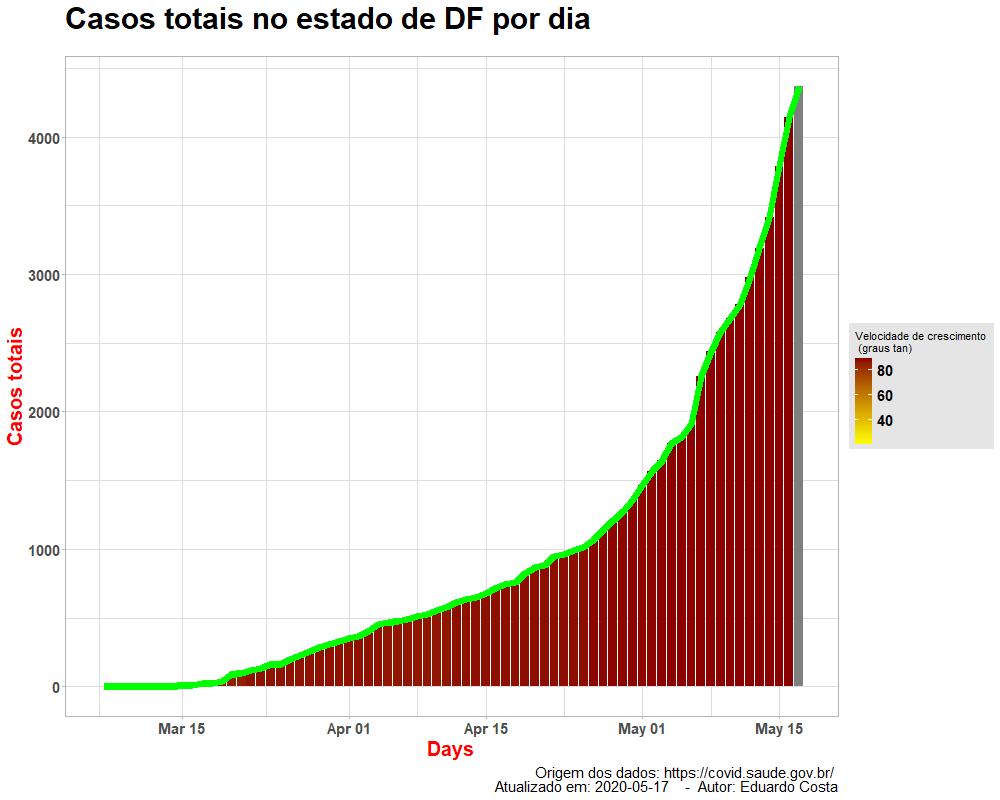 Casos totais no estado de DF por dia
Casos totais
4000
3000
2000
1000
0
Mar 15
Apr 01
Apr 15
May 01
May 15
Days
Velocidade de crescimento
(graus tan)
80
60
40
Origem dos dados: https://covid.saude.gov.br/
Atualizado em: 2020-05-17 - Autor: Eduardo Costa